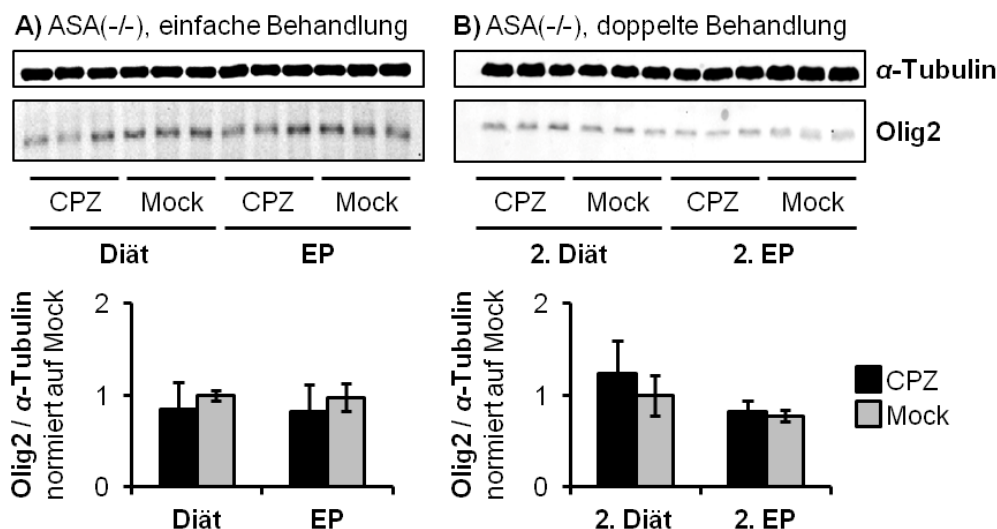 A) ASA(-/-), einfache Behandlung
α-Tubulin
Olig2
CPZ Mock CPZ Mock
Diät EP
Olig2 / α-Tubulin
normiert auf Mock
2
1
0
Diät EP
B) ASA(-/-), doppelte Behandlung
CPZ Mock CPZ Mock
2. Diät 2. EP
Olig2 / α-Tubulin
normiert auf Mock
2
1
0
2. Diät 2. EP
CPZ
Mock